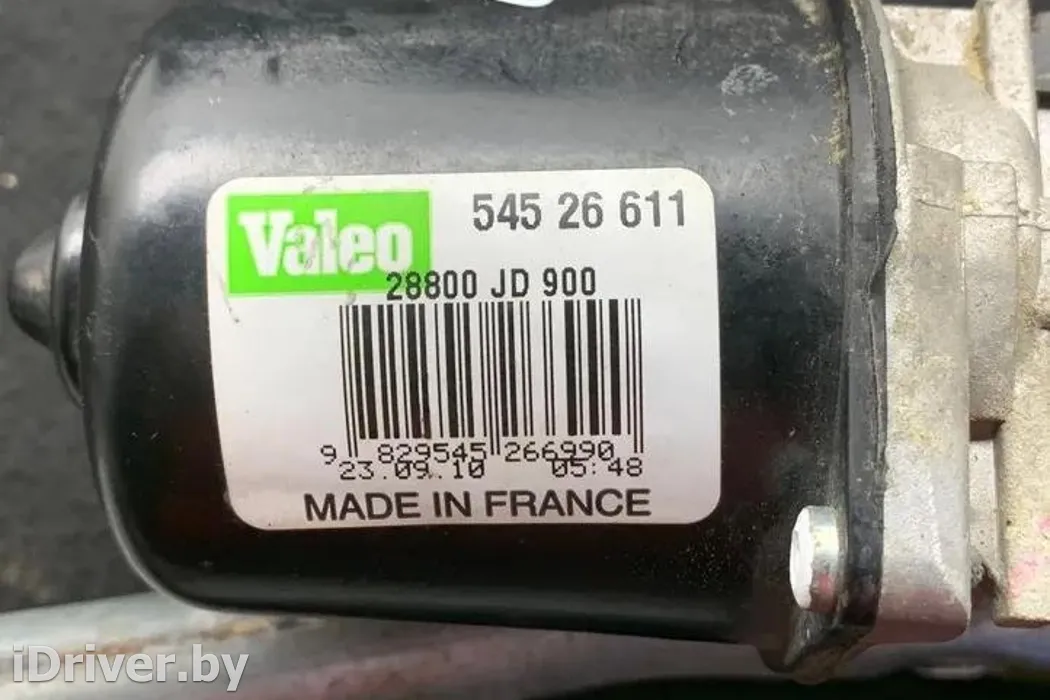 Valeo
545 26 611
28800 JD 900
9 829545 266990
23.09.10 05:48
MADE IN FRANCE
iDriver.by